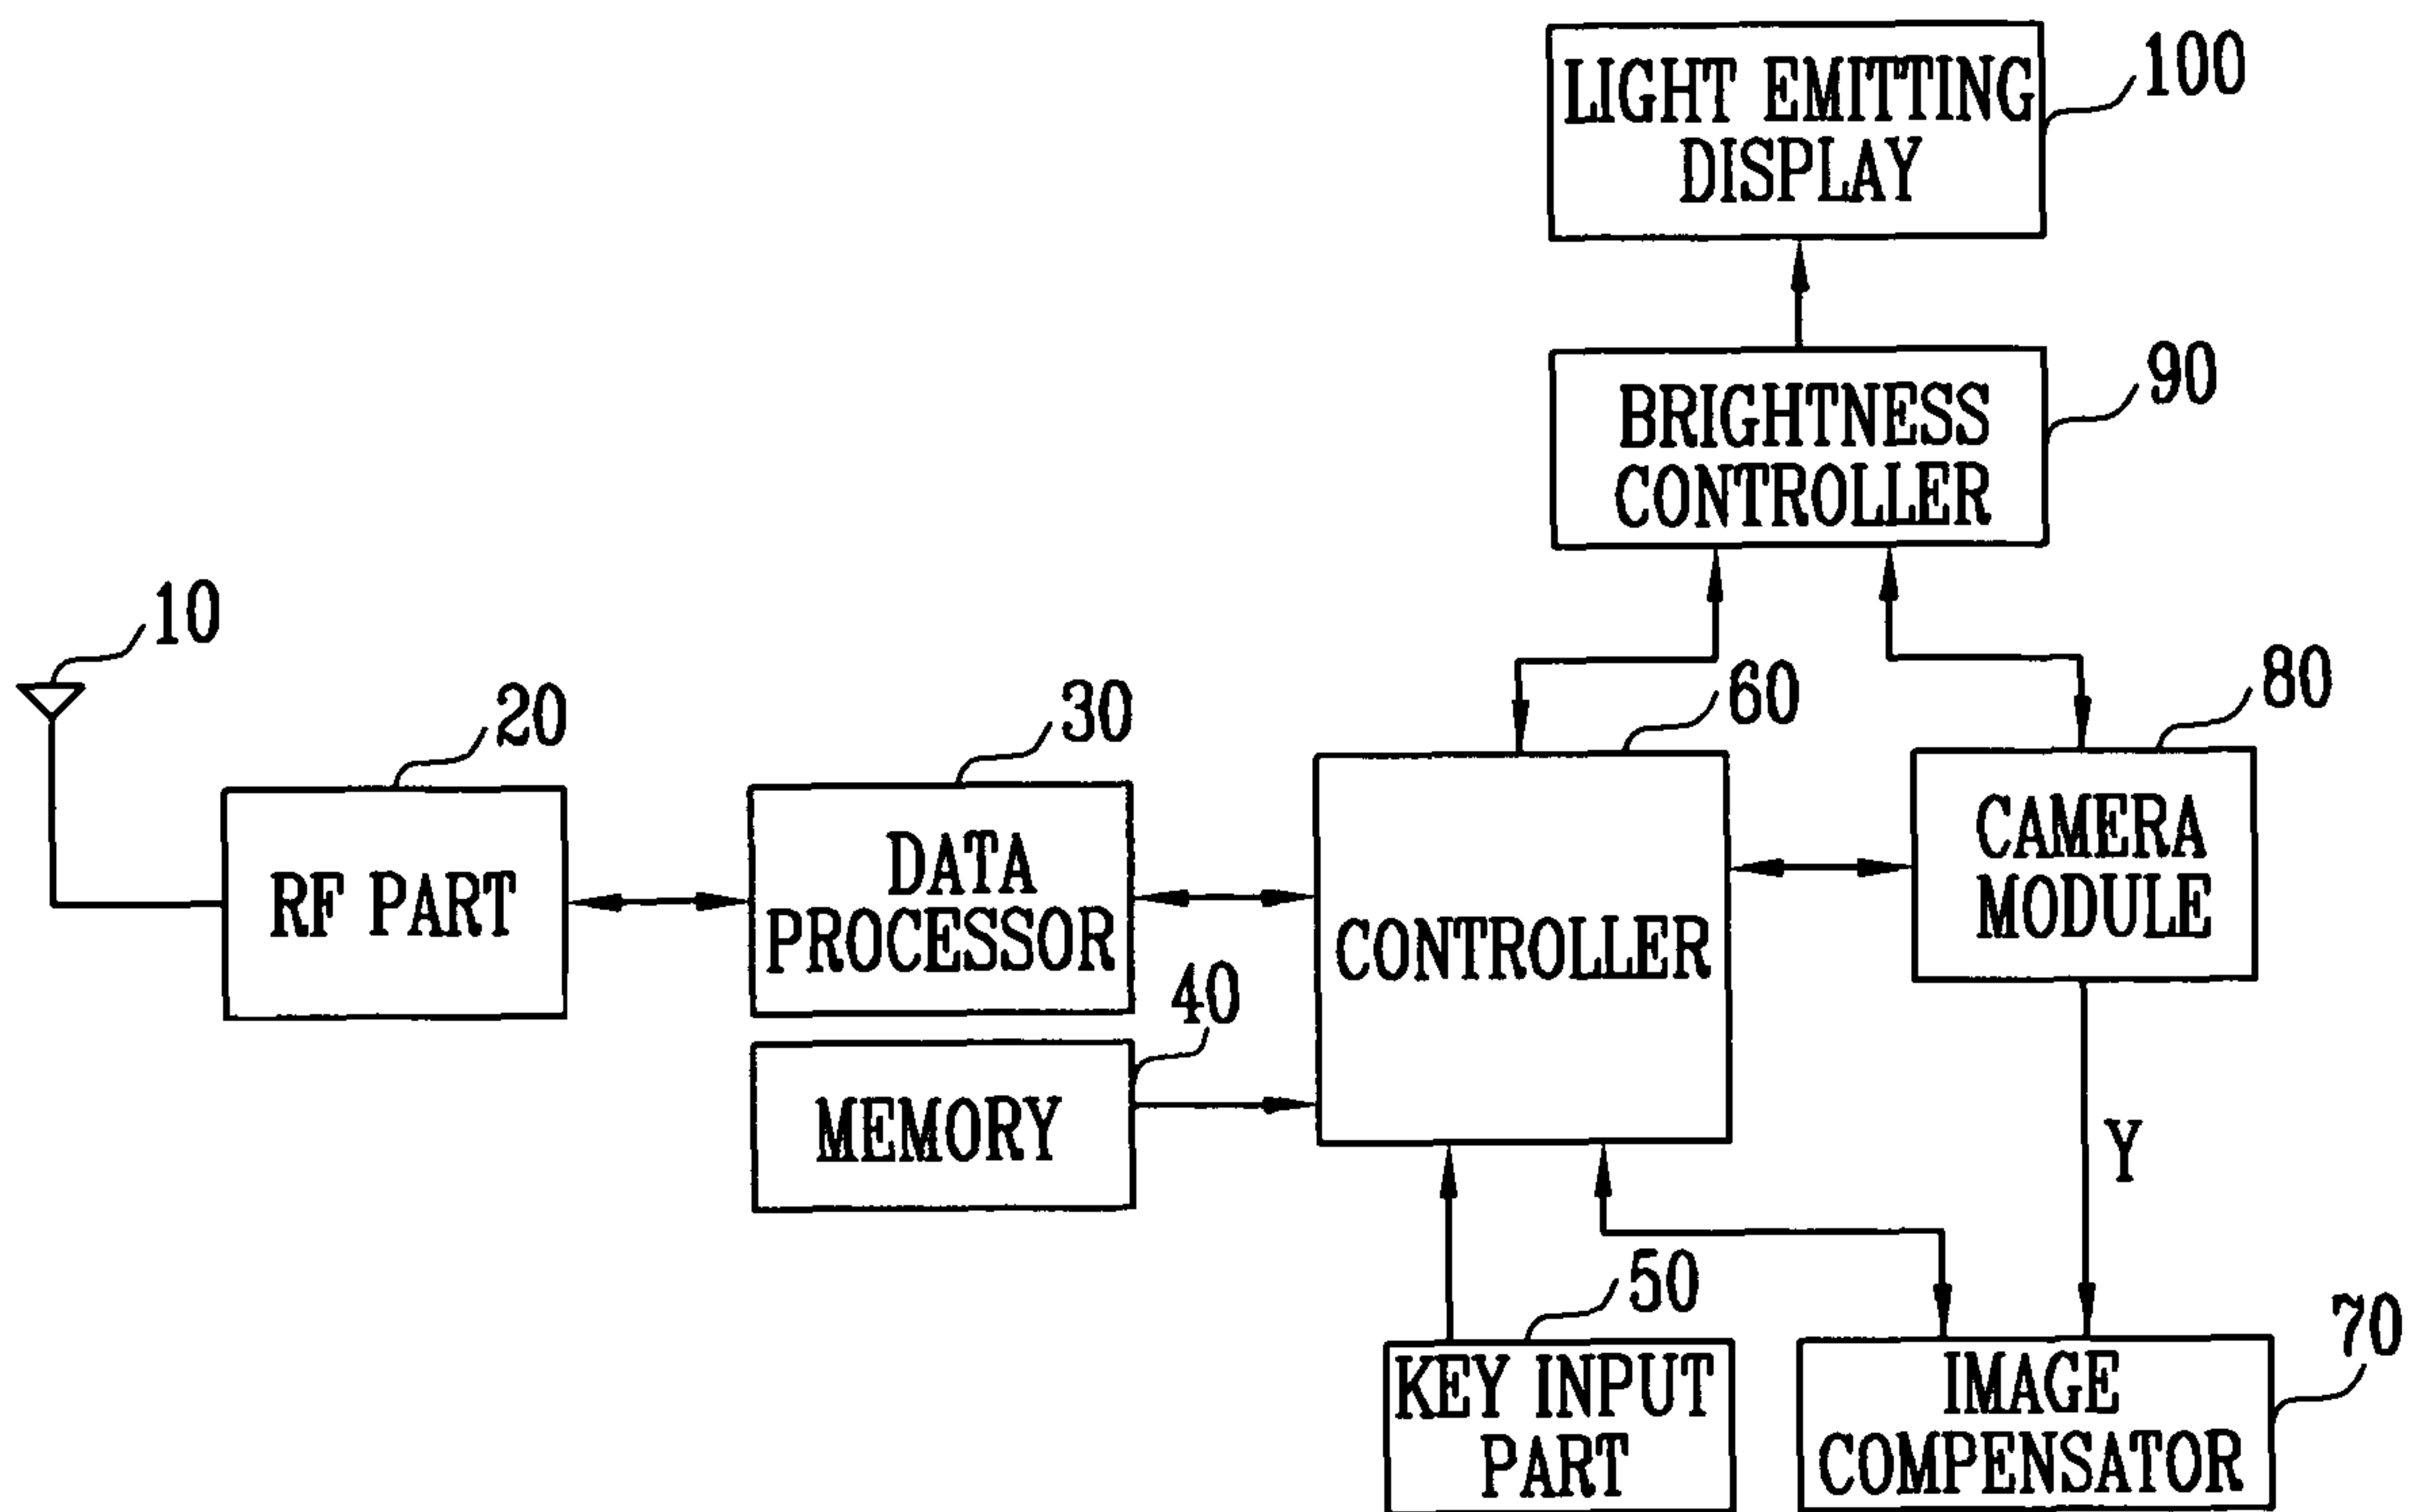 LIGHT EMITTING
DISPLAY
100
BRIGHTNESS
CONTROLLER
90
10
20
30
60
80
RF PART
DATA
PROCESSOR
CONTROLLER
CAMERA
MODULE
40
MEMORY
Y
50
KEY INPUT
PART
70
IMAGE
COMPENSATOR